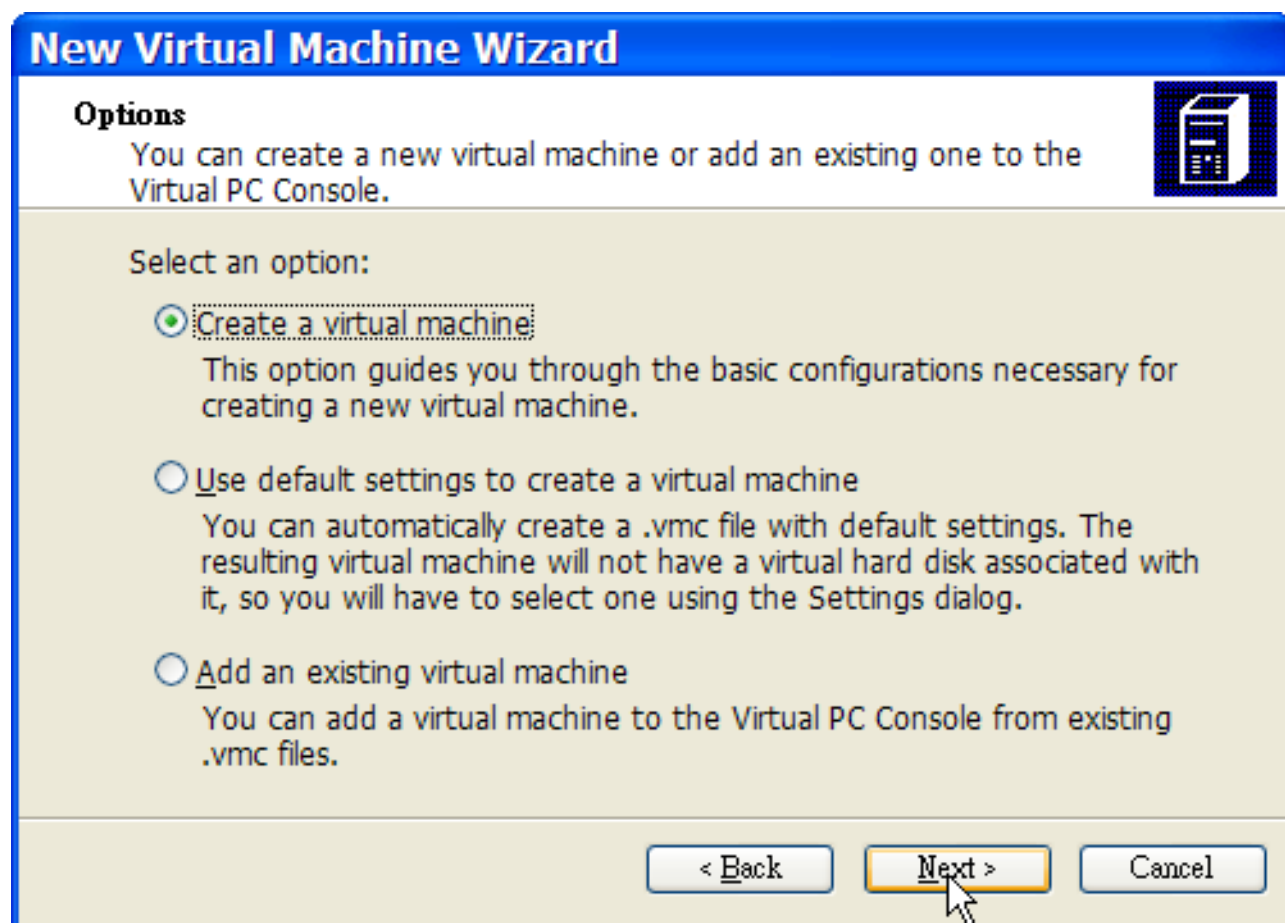 New Virtual Machine Wizard
Options
You can create a new virtual machine or add an existing one to the
Virtual PC Console.
Select an option:
Create a virtual machine
This option guides you through the basic configurations necessary for
creating a new virtual machine.
Use default settings to create a virtual machine
You can automatically create a .vmc file with default settings. The
resulting virtual machine will not have a virtual hard disk associated with
it, so you will have to select one using the Settings dialog.
Add an existing virtual machine
You can add a virtual machine to the Virtual PC Console from existing
.vmc files.
< Back Next > Cancel